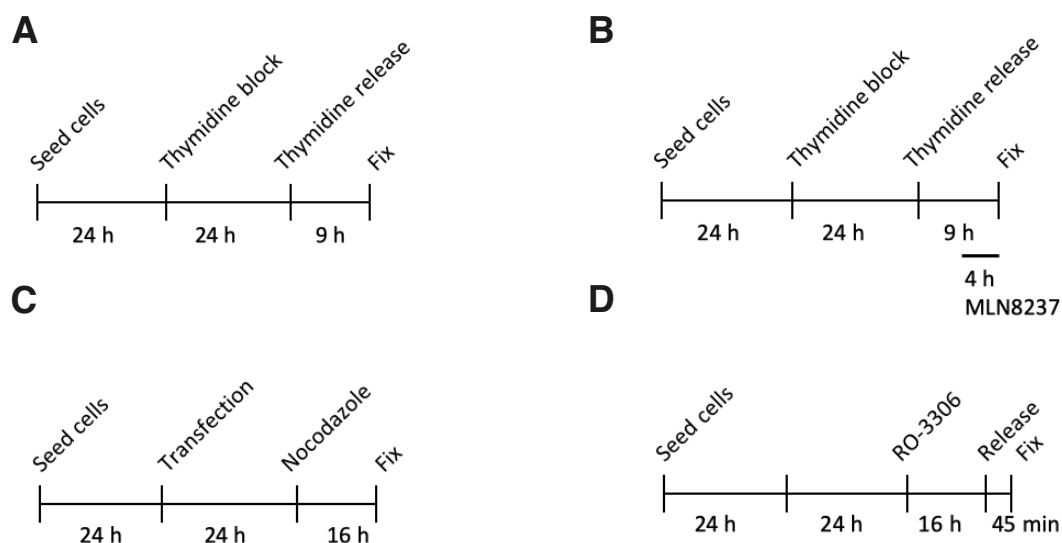 A
Seed cells
Thymidine block
Thymidine release
Fix
24 h
24 h
9 h
B
Seed cells
Thymidine block
Thymidine release
Fix
24 h
24 h
9 h
4 h
MLN8237
C
Seed cells
Transfection
Nocodazole
Fix
24 h
24 h
16 h
D
Seed cells
RO-3306
Release
Fix
24 h
24 h
16 h
45 min